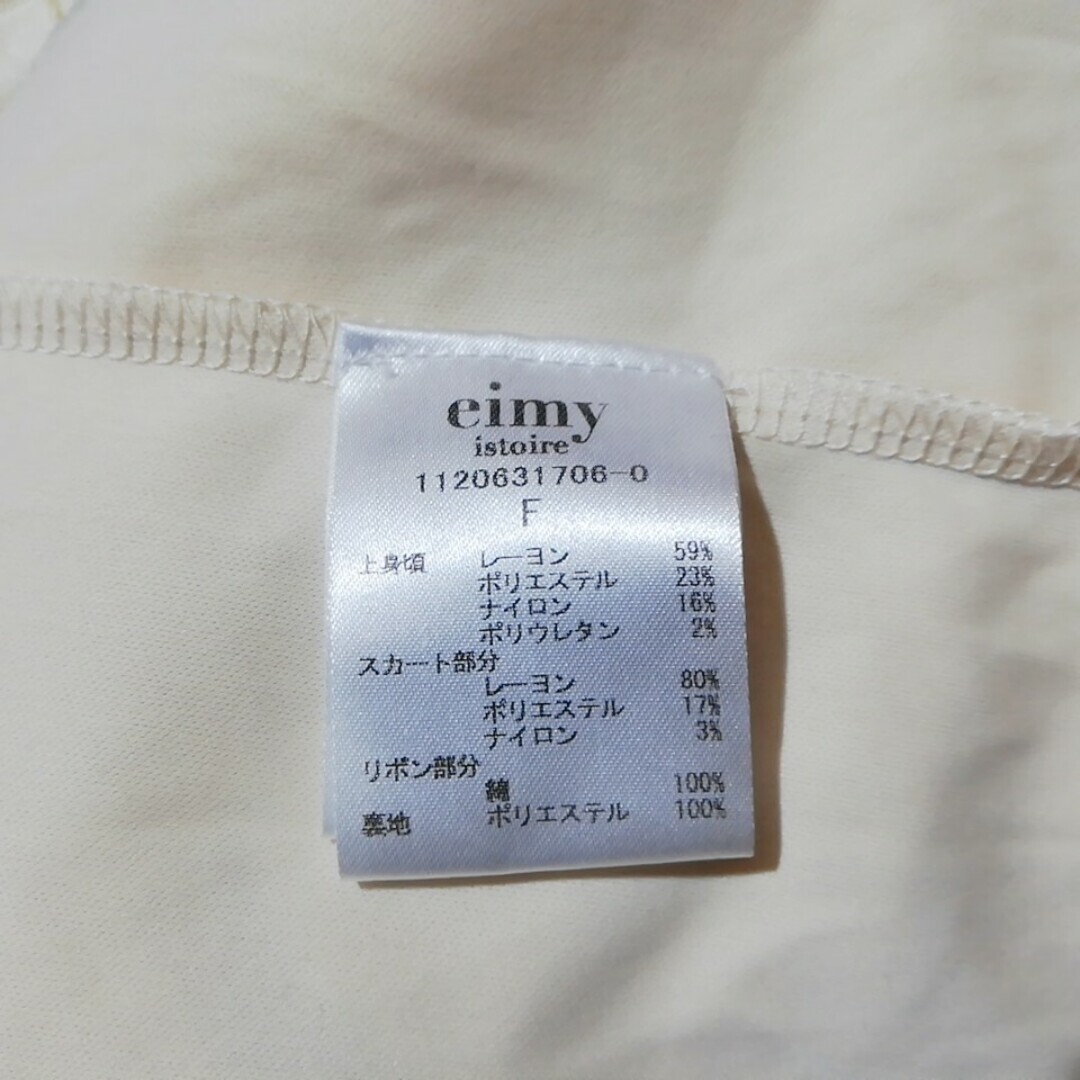 eimy
istoire
1120631706-0
F
上身頃 レーヨン 59%
ポリエステル 23%
ナイロン 16%
ポリウレタン 2%
スカート部分
レーヨン 80%
ポリエステル 17%
ナイロン 3%
リボン部分
綿 100%
裏地 ポリエステル 100%